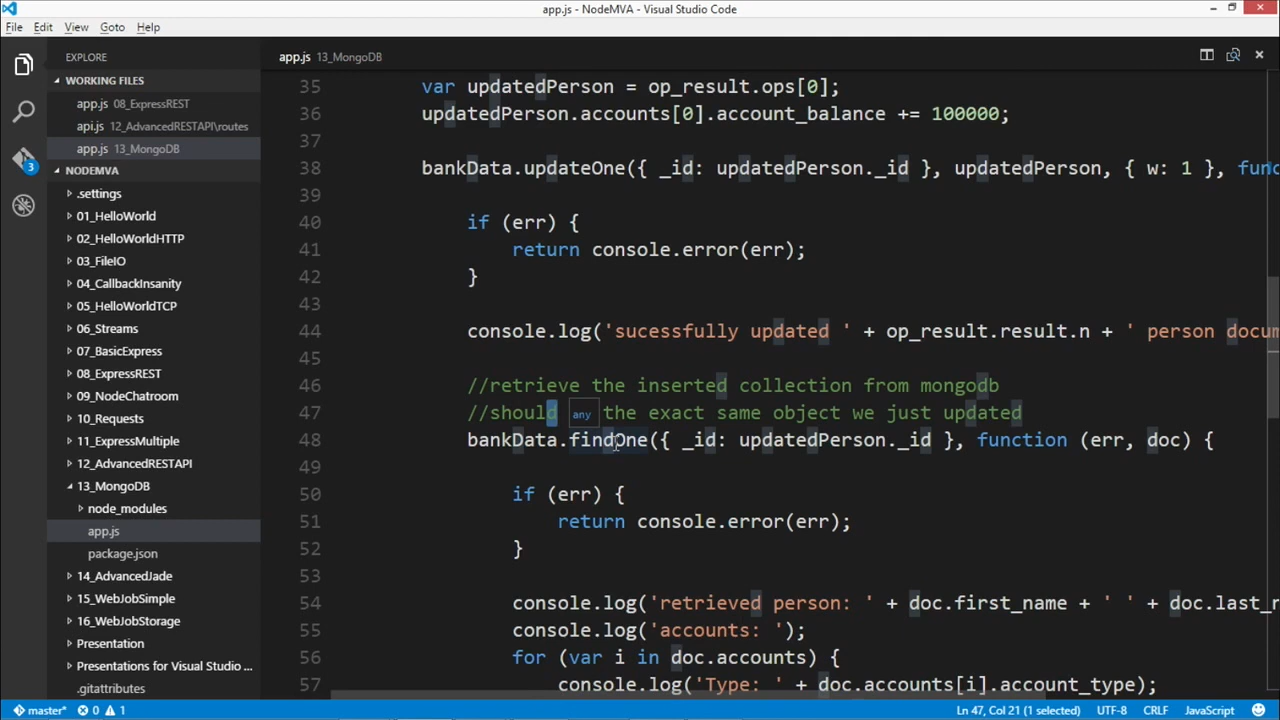 app.js - NodeMVA - Visual Studio Code
File Edit View Goto Help
EXPLORE
WORKING FILES
app.js 08_ExpressREST
api.js 12_AdvancedRESTAPI\routes
app.js 13_MongoDB
3
NODEMVA
.settings
01_HelloWorld
02_HelloWorldHTTP
03_FileIO
04_CallbackInsanity
05_HelloWorldTCP
06_Streams
07_BasicExpress
08_ExpressREST
09_NodeChatroom
10_Requests
11_ExpressMultiple
12_AdvancedRESTAPI
13_MongoDB
node_modules
app.js
package.json
14_AdvancedJade
15_WebJobSimple
16_WebJobStorage
Presentation
Presentations for Visual Studio ...
.gitattributes
app.js 13_MongoDB
35 var updatedPerson = op_result.ops[0];
36 updatedPerson.accounts[0].account_balance += 100000;
37
38 bankData.updateOne({ _id: updatedPerson._id }, updatedPerson, { w: 1 }, func
39
40 if (err) {
41 return console.error(err);
42 }
43
44 console.log('sucessfully updated ' + op_result.result.n + ' person docum
45
46 //retrieve the inserted collection from mongodb
47 //should any the exact same object we just updated
48 bankData.findOne({ _id: updatedPerson._id }, function (err, doc) {
49
50 if (err) {
51 return console.error(err);
52 }
53
54 console.log('retrieved person: ' + doc.first_name + ' ' + doc.last_n
55 console.log('accounts: ');
56 for (var i in doc.accounts) {
57 console.log('Type: ' + doc.accounts[i].account_type);
master* 0 1 Ln 47, Col 21 (1 selected) UTF-8 CRLF JavaScript